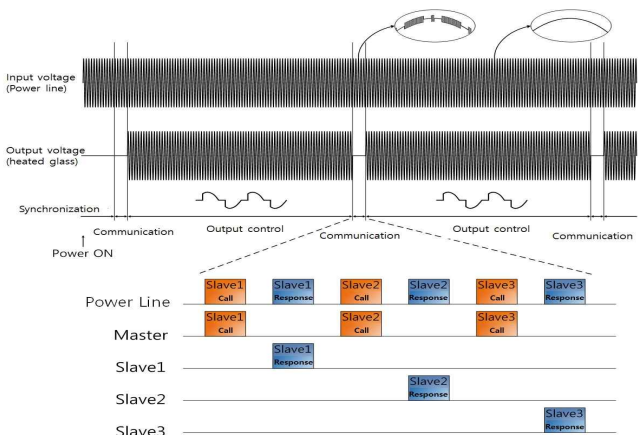 Input voltage
(Power line)
Output voltage
(heated glass)
Synchronization
Communication
Output control
Communication
Output control
Communication
Power ON
Power Line
Slave1
Call
Slave1
Response
Slave2
Call
Slave2
Response
Slave3
Call
Slave3
Response
Master
Slave1
Call
Slave2
Call
Slave3
Call
Slave1
Slave1
Response
Slave2
Slave2
Response
Slave3
Slave3
Response